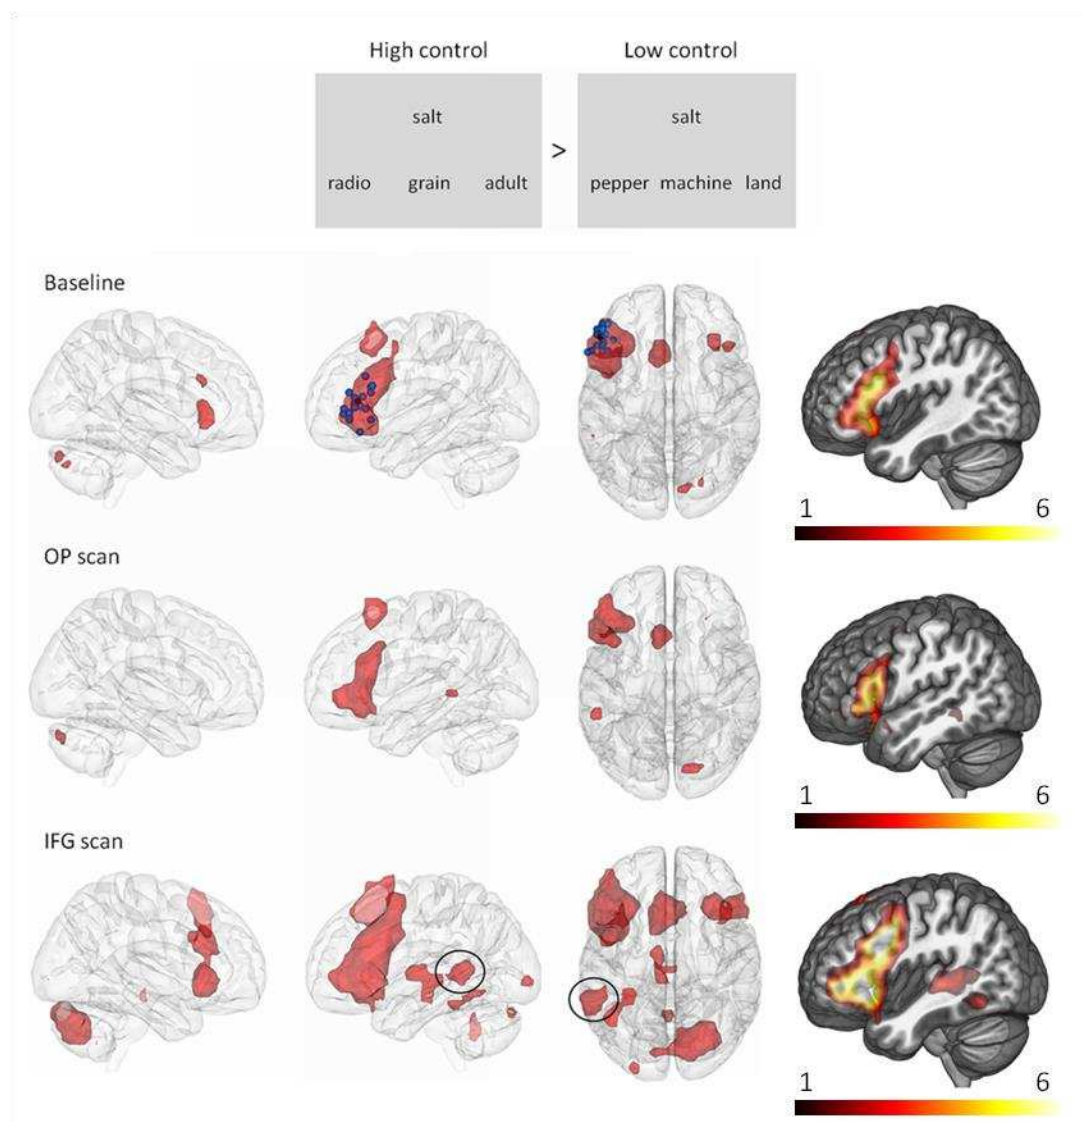 High control Low control
salt > salt
radio grain adult pepper machine land
Baseline
1 6
OP scan
1 6
IFG scan
1 6